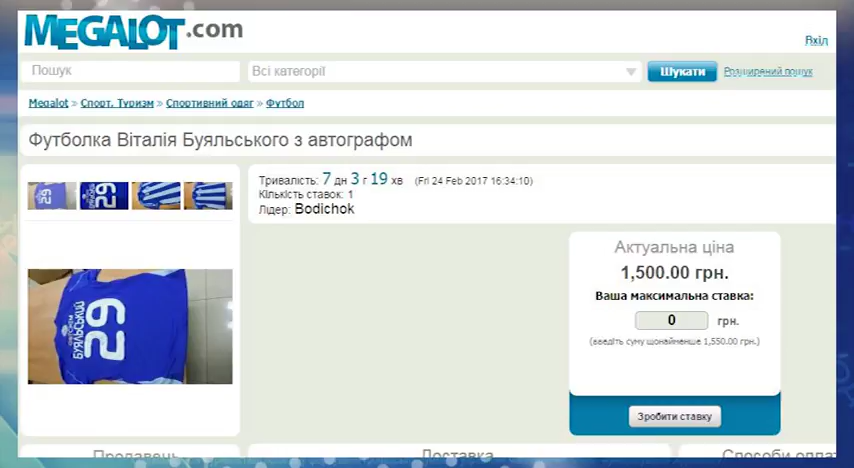 MEGALOT.com
Вхід
Пошук
Всі категорії
Шукати
Розширений пошук
Megalot » Спорт, Туризм » Спортивний одяг » Футбол
Футболка Віталія Буяльського з автографом
Тривалість: 7 дн 3 г 19 хв (Fri 24 Feb 2017 16:34:10)
Кількість ставок: 1
Лідер: Bodichok
29
29
БУЯЛЬСЬКИЙ
29
Актуальна ціна
1,500.00 грн.
Ваша максимальна ставка:
0 грн.
(введіть суму щонайменше 1,550.00 грн.)
Зробити ставку
Продавець
Доставка
Способи оплат